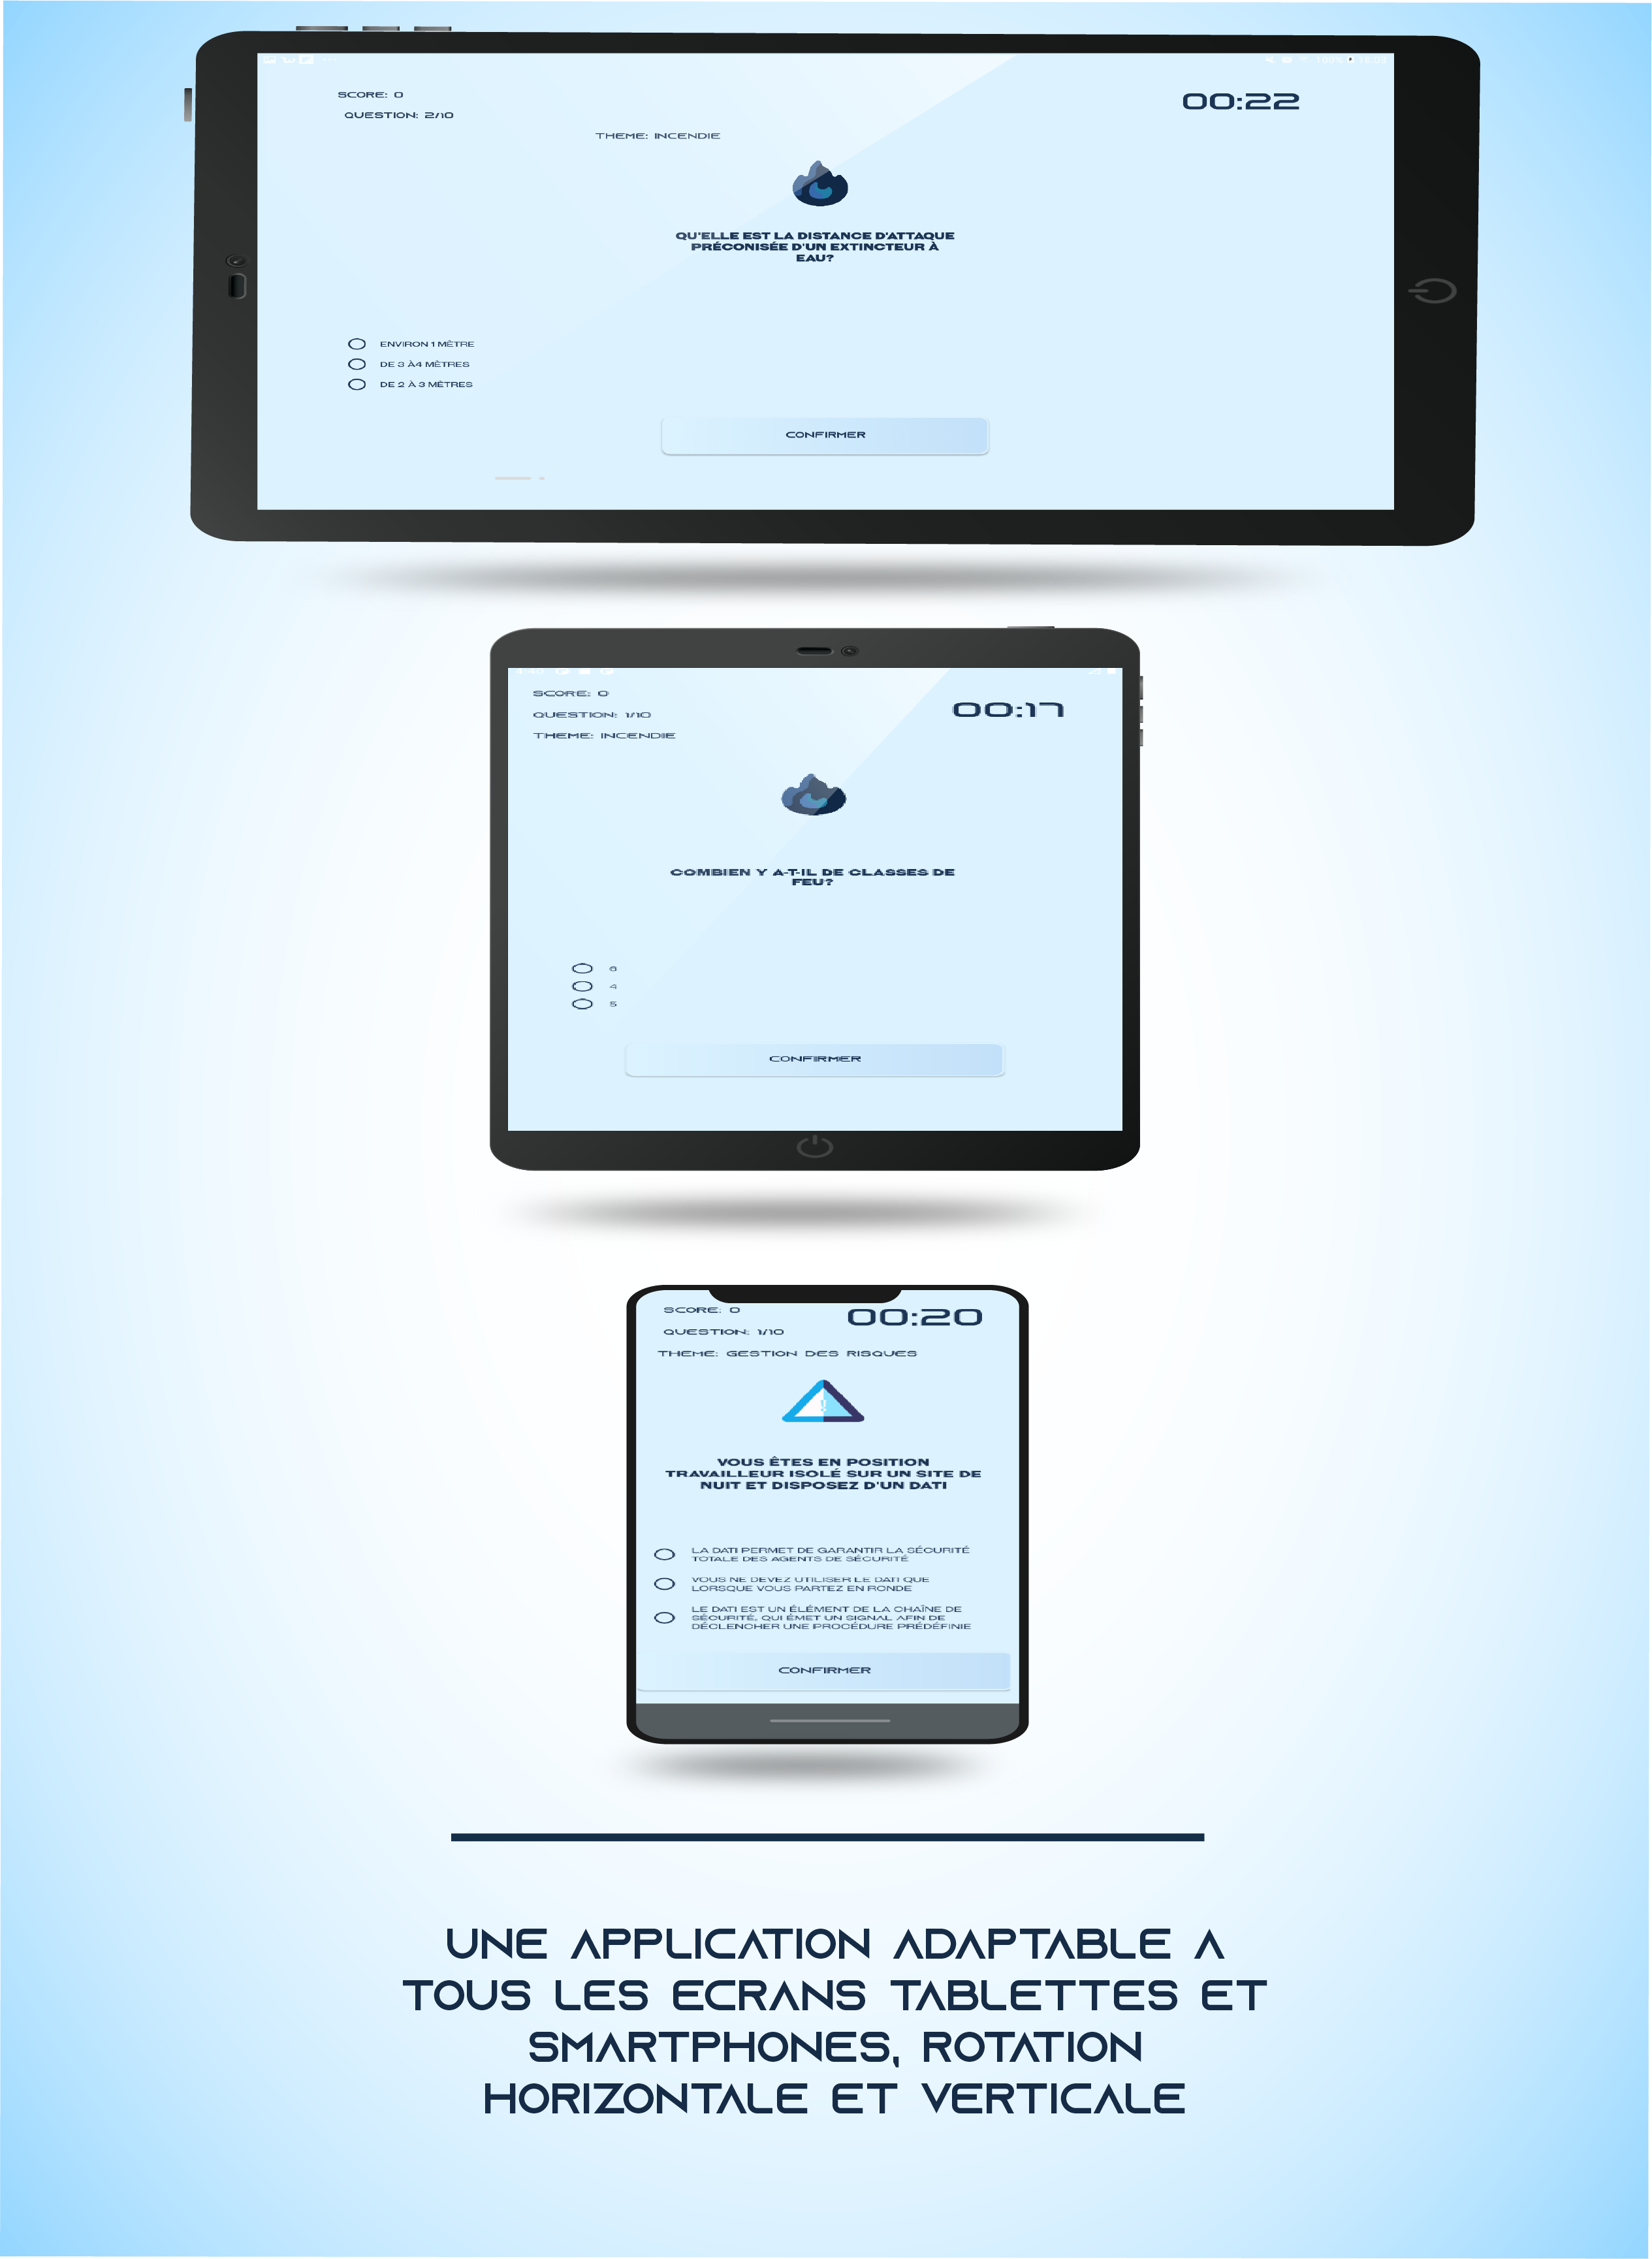 100% 18:03
SCORE: 0
00:22
QUESTION: 2/10
THEME: INCENDIE
QU'ELLE EST LA DISTANCE D'ATTAQUE
PRÉCONISÉE D'UN EXTINCTEUR À
EAU?
ENVIRON 1 MÈTRE
DE 3 À4 MÈTRES
DE 2 À 3 MÈTRES
CONFIRMER
SCORE: 0
00:17
QUESTION: 1/10
THEME: INCENDIE
COMBIEN Y A-T-IL DE CLASSES DE
FEU?
6
4
5
CONFIRMER
SCORE: 0
00:20
QUESTION: 1/10
THEME: GESTION DES RISQUES
VOUS ÊTES EN POSITION
TRAVAILLEUR ISOLÉ SUR UN SITE DE
NUIT ET DISPOSEZ D'UN DATI
LA DATI PERMET DE GARANTIR LA SÉCURITÉ
TOTALE DES AGENTS DE SÉCURITÉ
VOUS NE DEVEZ UTILISER LE DATI QUE
LORSQUE VOUS PARTEZ EN RONDE
LE DATI EST UN ÉLÉMENT DE LA CHAÎNE DE
SÉCURITÉ, QUI ÉMET UN SIGNAL AFIN DE
DÉCLENCHER UNE PROCÉDURE PRÉDÉFINIE
CONFIRMER
UNE APPLICATION ADAPTABLE A
TOUS LES ECRANS TABLETTES ET
SMARTPHONES, ROTATION
HORIZONTALE ET VERTICALE